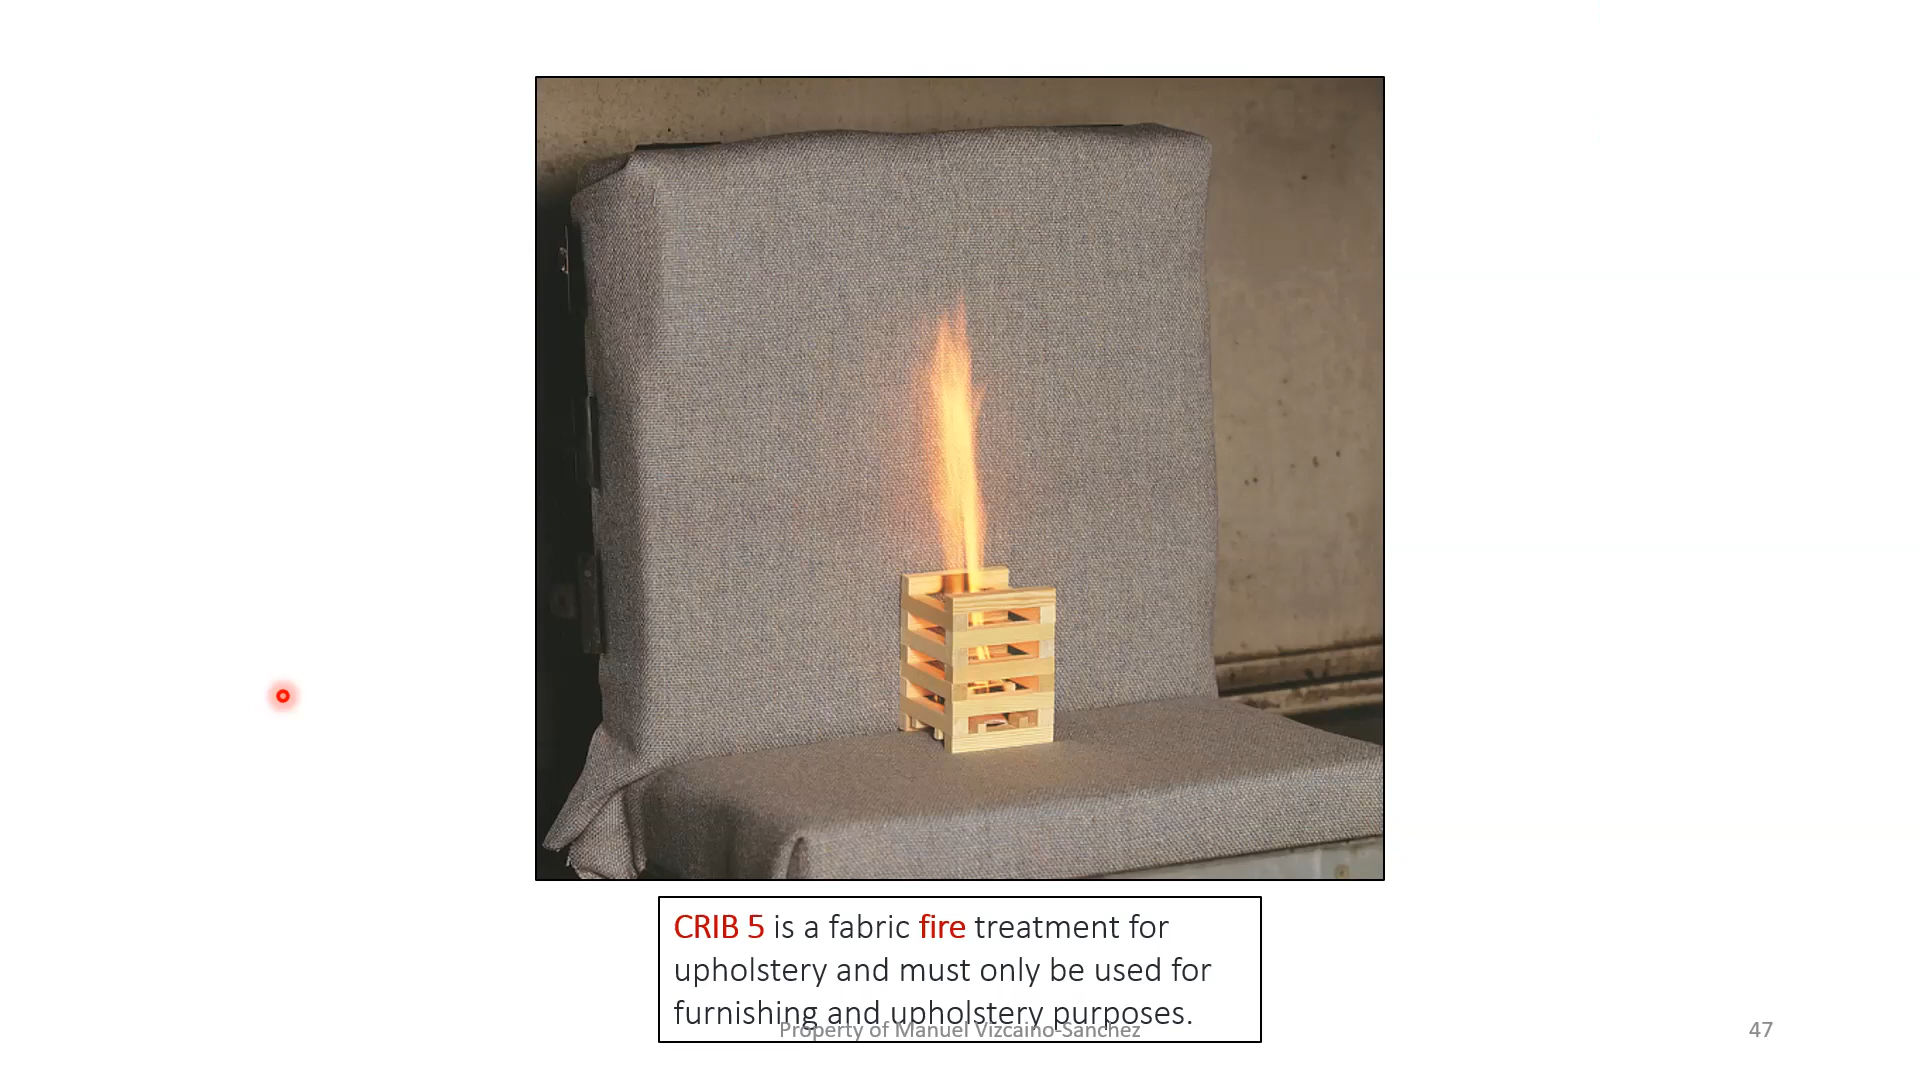 CRIB 5 is a fabric fire treatment for
upholstery and must only be used for
furnishing and upholstery purposes.
Property of Manuel Vizcaino-Sanchez
47